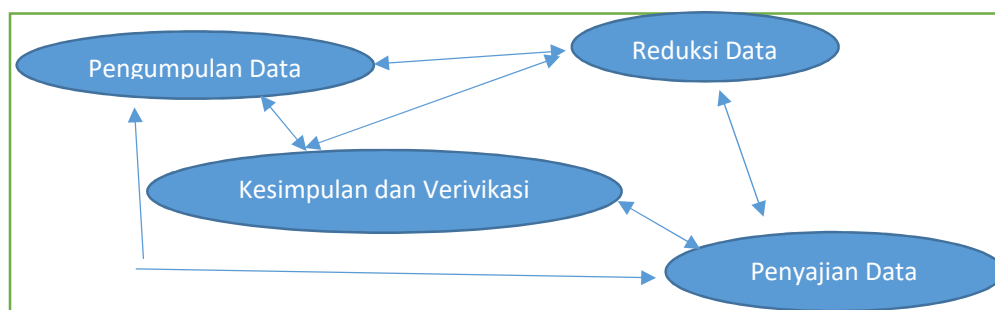 Reduksi Data
Pengumpulan Data
Kesimpulan dan Verivikasi
Penyajian Data